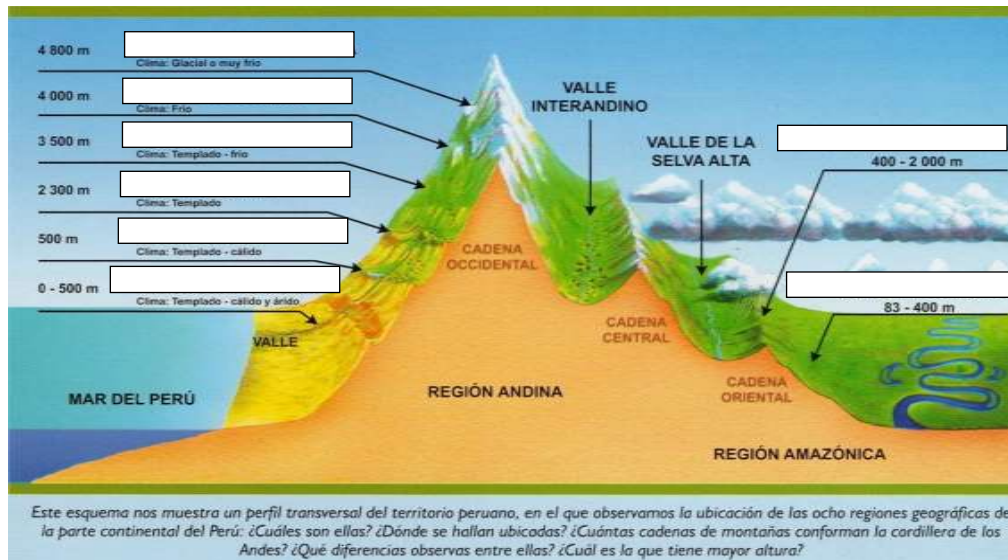 4 800 m
Clima: Glacial o muy frío
4 000 m
Clima: Frío
3 500 m
Clima: Templado - frío
2 300 m
Clima: Templado
500 m
Clima: Templado - cálido
0 - 500 m
Clima: Templado - cálido y árido
VALLE
INTERANDINO
VALLE DE LA
SELVA ALTA
400 - 2 000 m
83 - 400 m
CADENA
OCCIDENTAL
CADENA
CENTRAL
CADENA
ORIENTAL
VALLE
MAR DEL PERÚ
REGIÓN ANDINA
REGIÓN AMAZÓNICA
Este esquema nos muestra un perfil transversal del territorio peruano, en el que observamos la ubicación de las ocho regiones geográficas de
la parte continental del Perú: ¿Cuáles son ellas? ¿Dónde se hallan ubicadas? ¿Cuántas cadenas de montañas conforman la cordillera de los
Andes? ¿Qué diferencias observas entre ellas? ¿Cuál es la que tiene mayor altura?